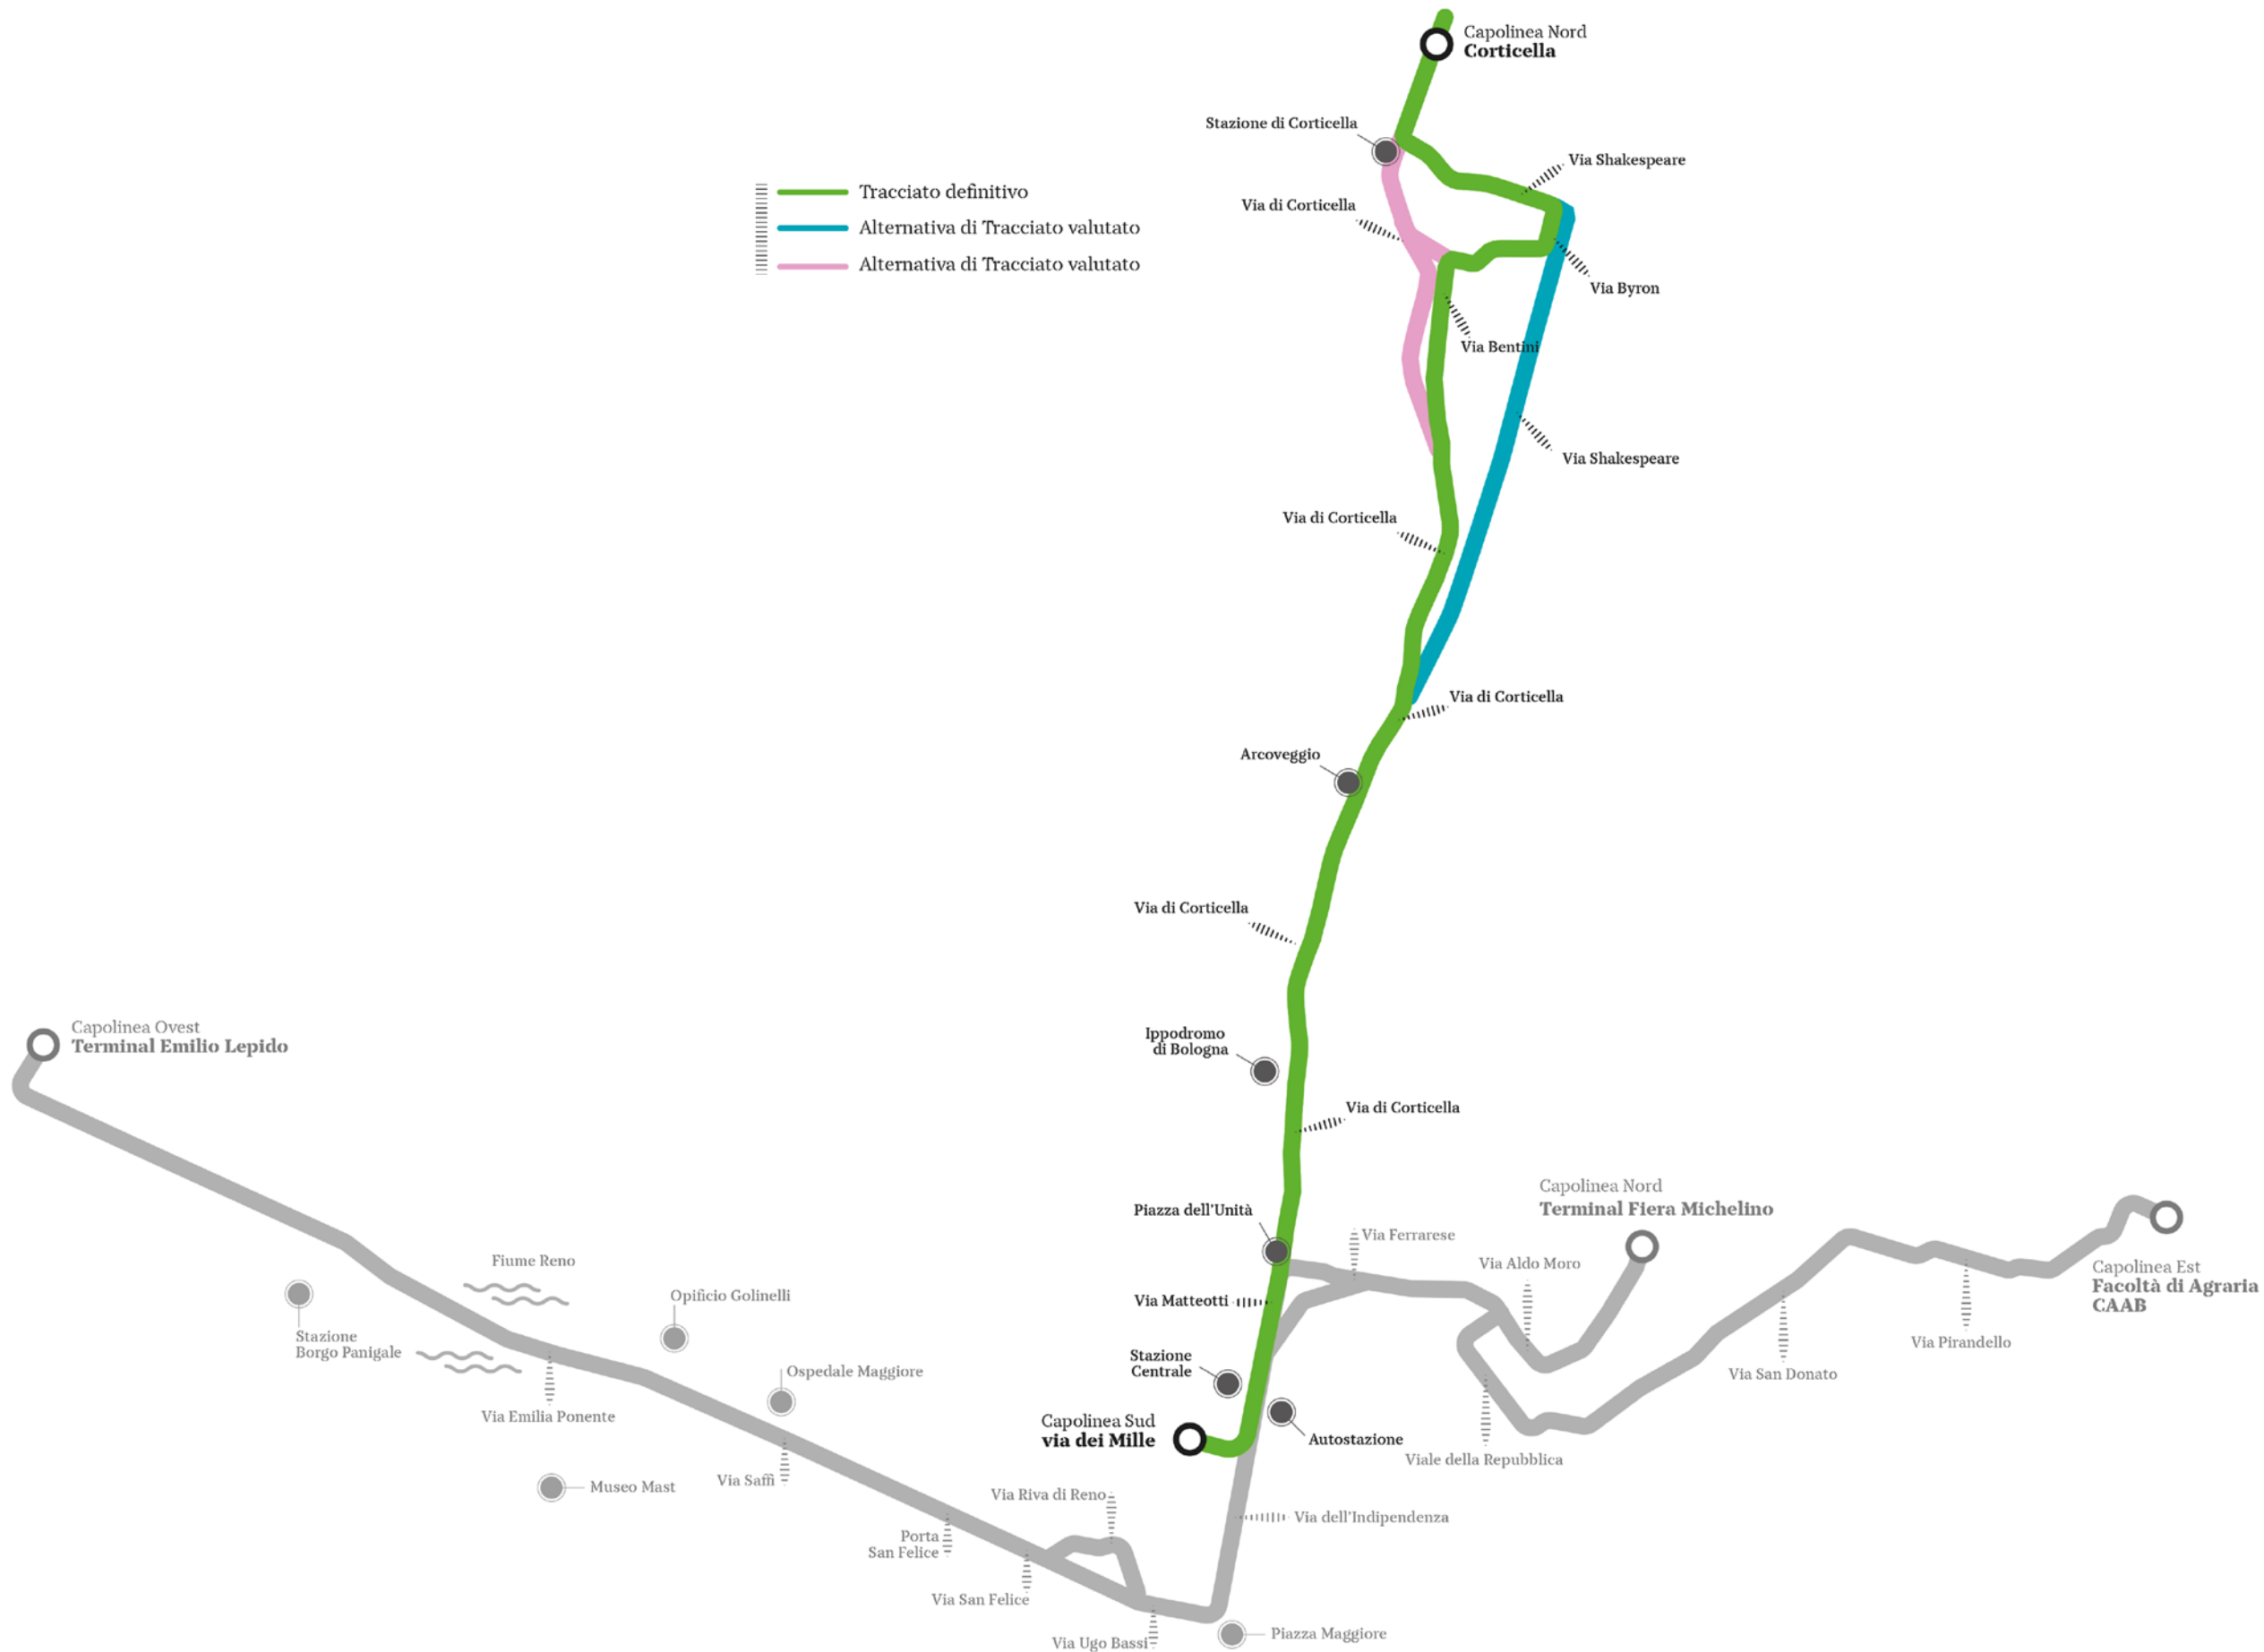 Capolinea Nord
Corticella
Stazione di Corticella
Via Shakespeare
Tracciato definitivo
Via di Corticella
Alternativa di Tracciato valutato
Alternativa di Tracciato valutato
Via Byron
Via Bentini
Via Shakespeare
Via di Corticella
Via di Corticella
Arcoveggio
Via di Corticella
Capolinea Ovest
Terminal Emilio Lepido
Ippodromo
di Bologna
Via di Corticella
Capolinea Nord
Terminal Fiera Michelino
Piazza dell'Unità
Via Ferrarese
Via Aldo Moro
Capolinea Est
Facoltà di Agraria
CAAB
Fiume Reno
Opificio Golinelli
Via Matteotti
Stazione
Borgo Panigale
Via Pirandello
Stazione
Centrale
Ospedale Maggiore
Via San Donato
Via Emilia Ponente
Capolinea Sud
via dei Mille
Autostazione
Viale della Repubblica
Via Saffi
Museo Mast
Via Riva di Reno
Via dell'Indipendenza
Porta
San Felice
Via San Felice
Via Ugo Bassi
Piazza Maggiore